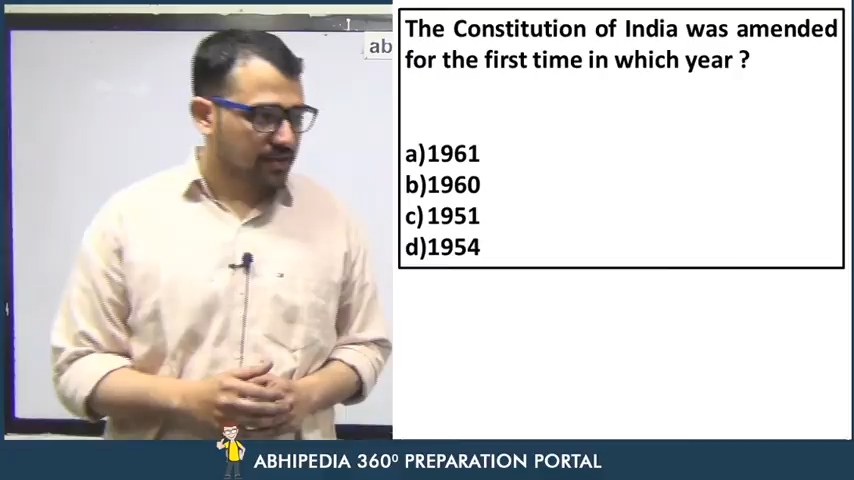 ab
The Constitution of India was amended
for the first time in which year ?
a)1961
b)1960
c) 1951
d)1954
ABHIPEDIA 360⁰ PREPARATION PORTAL